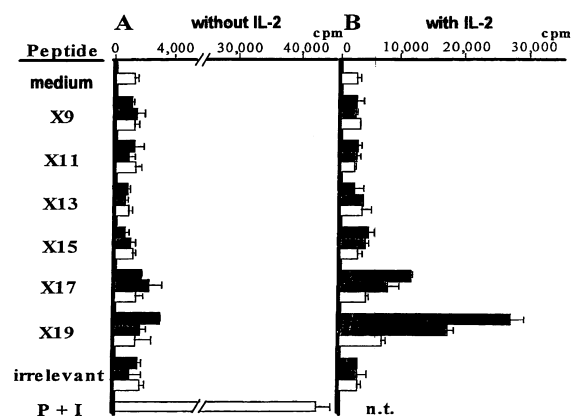 A without IL-2 B with IL-2
cpm cpm
Peptide 0 4,000 30,000 40,000 0 10,000 20,000 30,000
medium
X9
X11
X13
X15
X17
X19
irrelevant
P + I n.t.